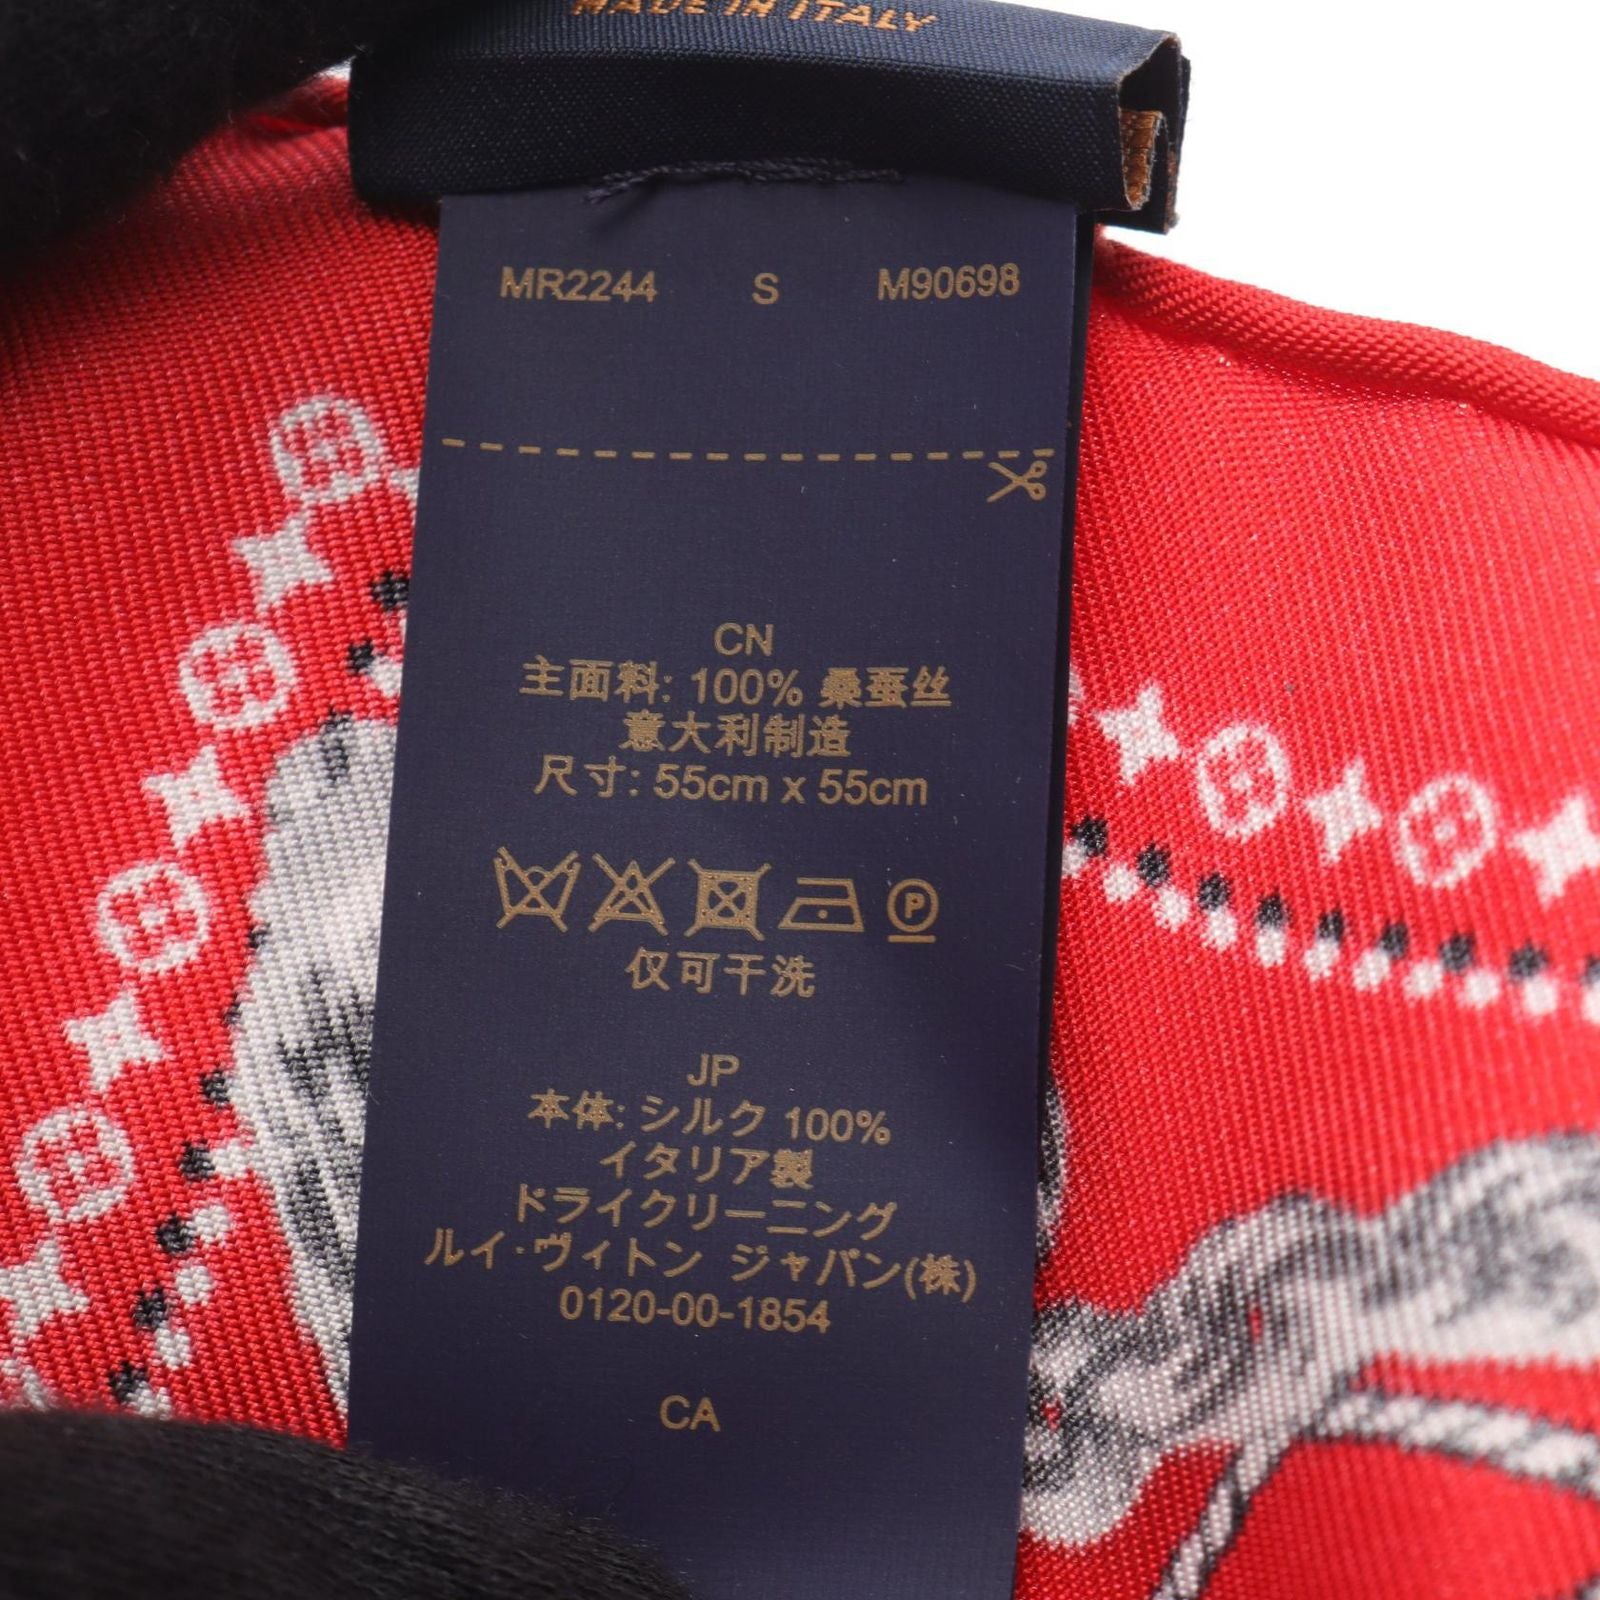 MADE IN ITALY
MR2244 S M90698
CN
主面料: 100% 桑蚕丝
意大利制造
尺寸: 55cm x 55cm
P
仅可干洗
JP
本体: シルク 100%
イタリア製
ドライクリーニング
ルイ·ヴィトン ジャパン(株)
0120-00-1854
CA